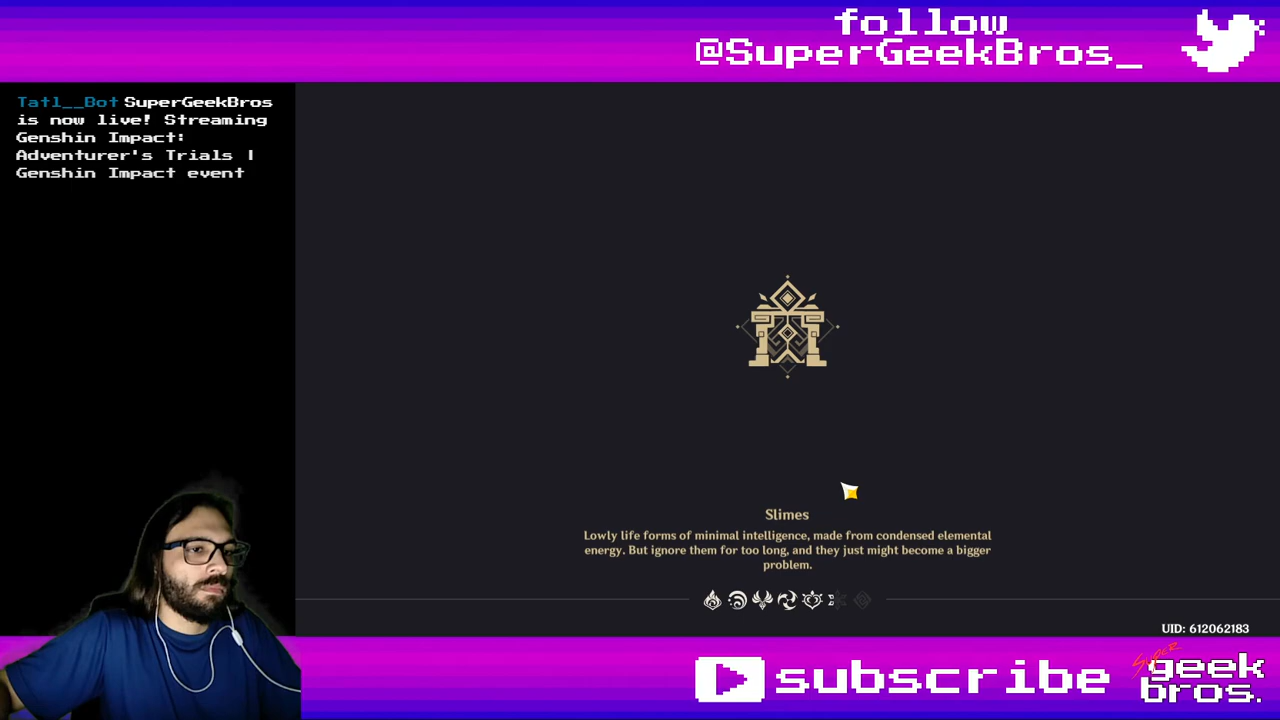 follow
@SuperGeekBros_
Tatl__Bot SuperGeekBros
is now live! Streaming
Genshin Impact:
Adventurer's Trials |
Genshin Impact event
Slimes
Lowly life forms of minimal intelligence, made from condensed elemental
energy. But ignore them for too long, and they just might become a bigger
problem.
UID: 612062183
subscribe
super
geek
bros.